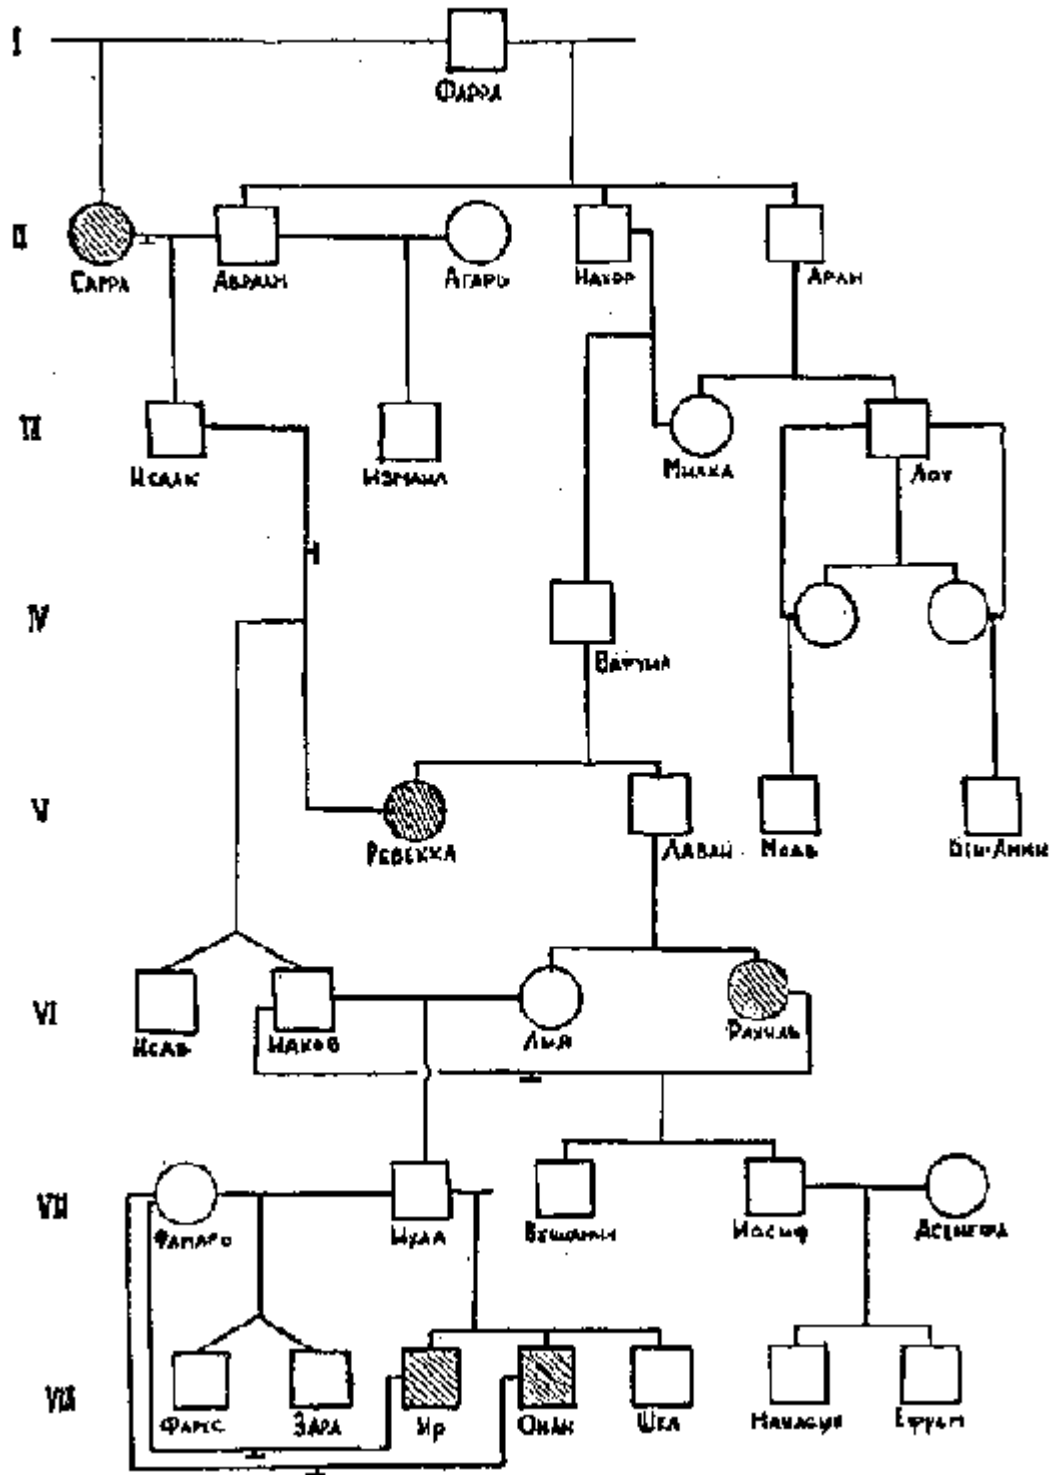 I
Фарра
II
Сарра
Авраам
Агарь
Нахор
Аран
III
Исаак
Измаил
Милка
Лот
IV
Вафуил
V
Ревекка
Лаван
Моав
Бен-Амми
VI
Исав
Иаков
Лия
Рахиль
VII
Фамарь
Иуда
Вениамин
Иосиф
Асенефа
VIII
Фарес
Зара
Ир
Онан
Шела
Манасия
Ефрем